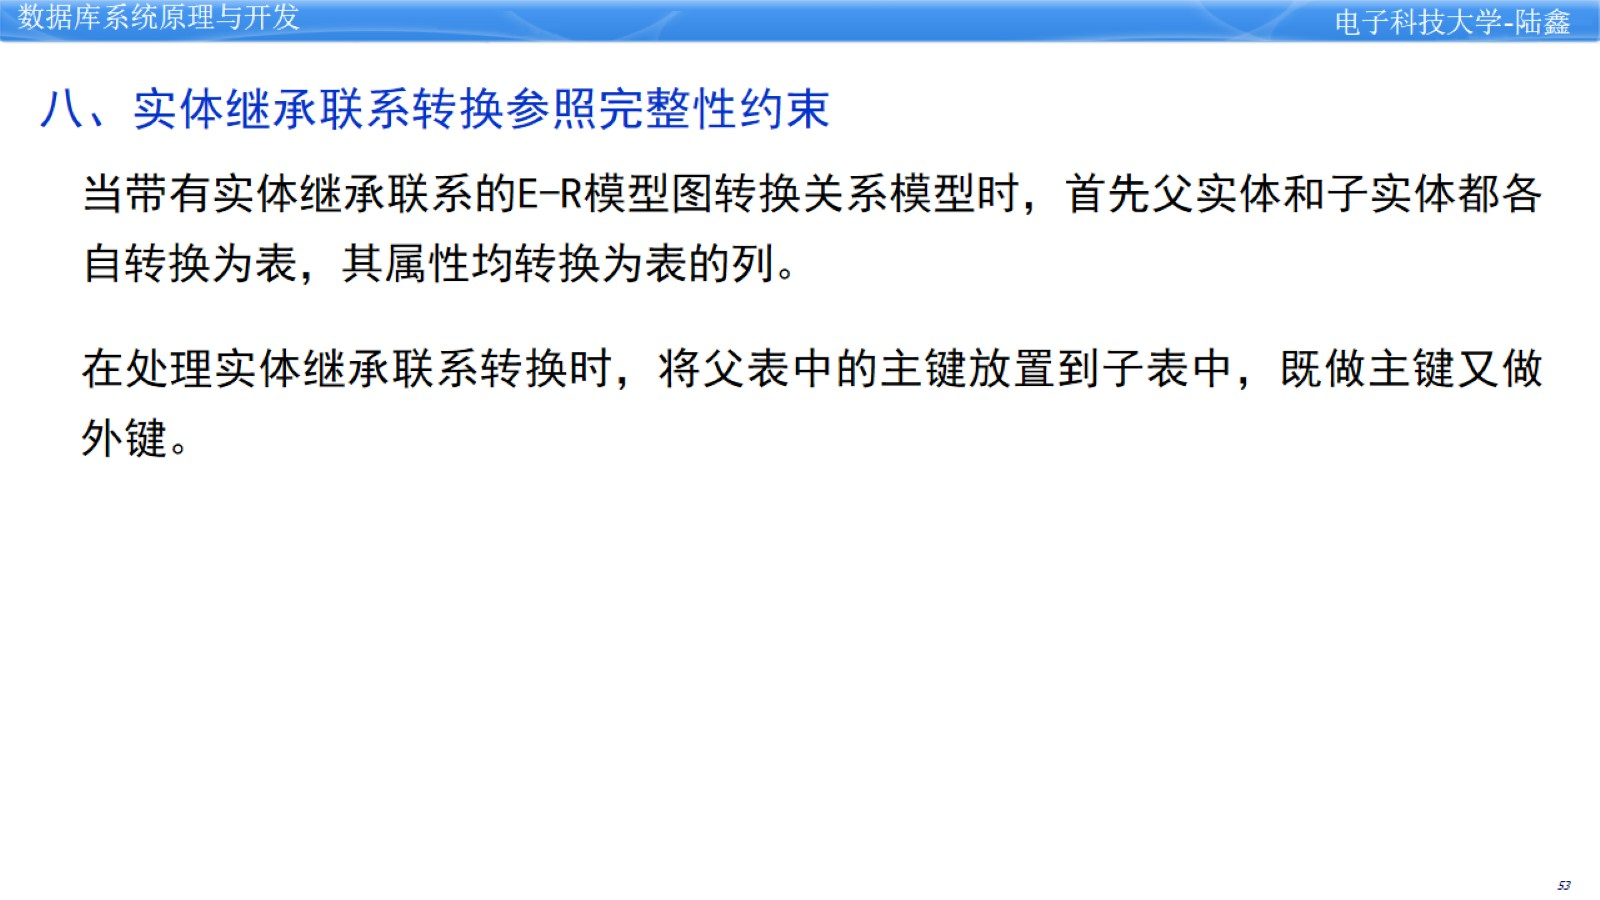 数据库系统原理与开发
电子科技大学-陆鑫
八、实体继承联系转换参照完整性约束
当带有实体继承联系的E-R模型图转换关系模型时，首先父实体和子实体都各
自转换为表，其属性均转换为表的列。
在处理实体继承联系转换时，将父表中的主键放置到子表中，既做主键又做
外键。
53